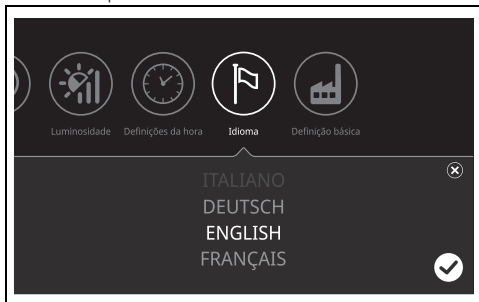 Luminosidade Definições da hora Idioma Definição básica
ITALIANO
DEUTSCH
ENGLISH
FRANÇAIS